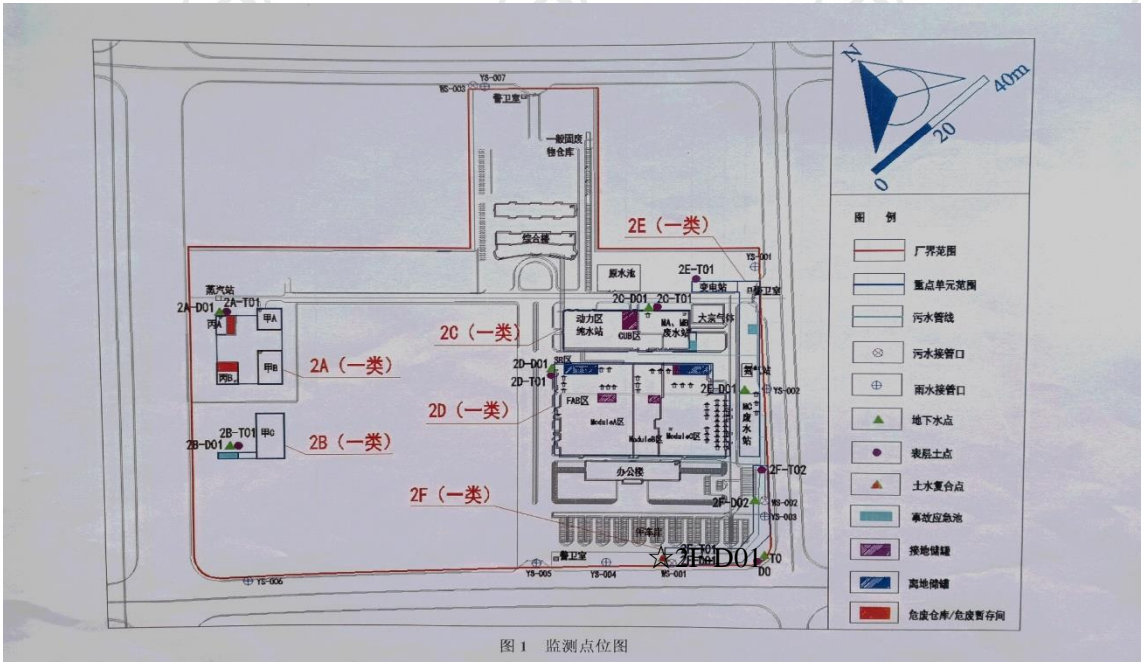 YS-007
WS-003
警卫室
一般固废
物仓库
综合楼
2E（一类）
YS-001
原水池
2E-T01
变电站
警卫室
蒸汽站
2A-D01
2A-T01
丙A
甲A
2C-D01
2C-T01
2C（一类）
动力区
纯水站
CUB区
废水站
大宗气体
2A（一类）
甲B
丙B
2D-D01
SB区
2D-T01
2D（一类）
FAB区
ModuleA区
ModuleB区
ModuleC区
2E-D01
YS-002
MC
废
水
站
2B-D01
2B-T01
甲C
2B（一类）
办公楼
2F（一类）
2F-T02
2F-D02
WS-002
YS-003
停车位
警卫室
2F-D01
T0
D0
YS-006
YS-005
YS-004
WS-001
N
0
20
40m
图 例
厂界范围
重点单元范围
污水管线
污水接管口
雨水接管口
地下水点
表层土点
土水复合点
事故应急池
接地储罐
离地储罐
危废仓库/危废暂存间
图 1 监测点位图